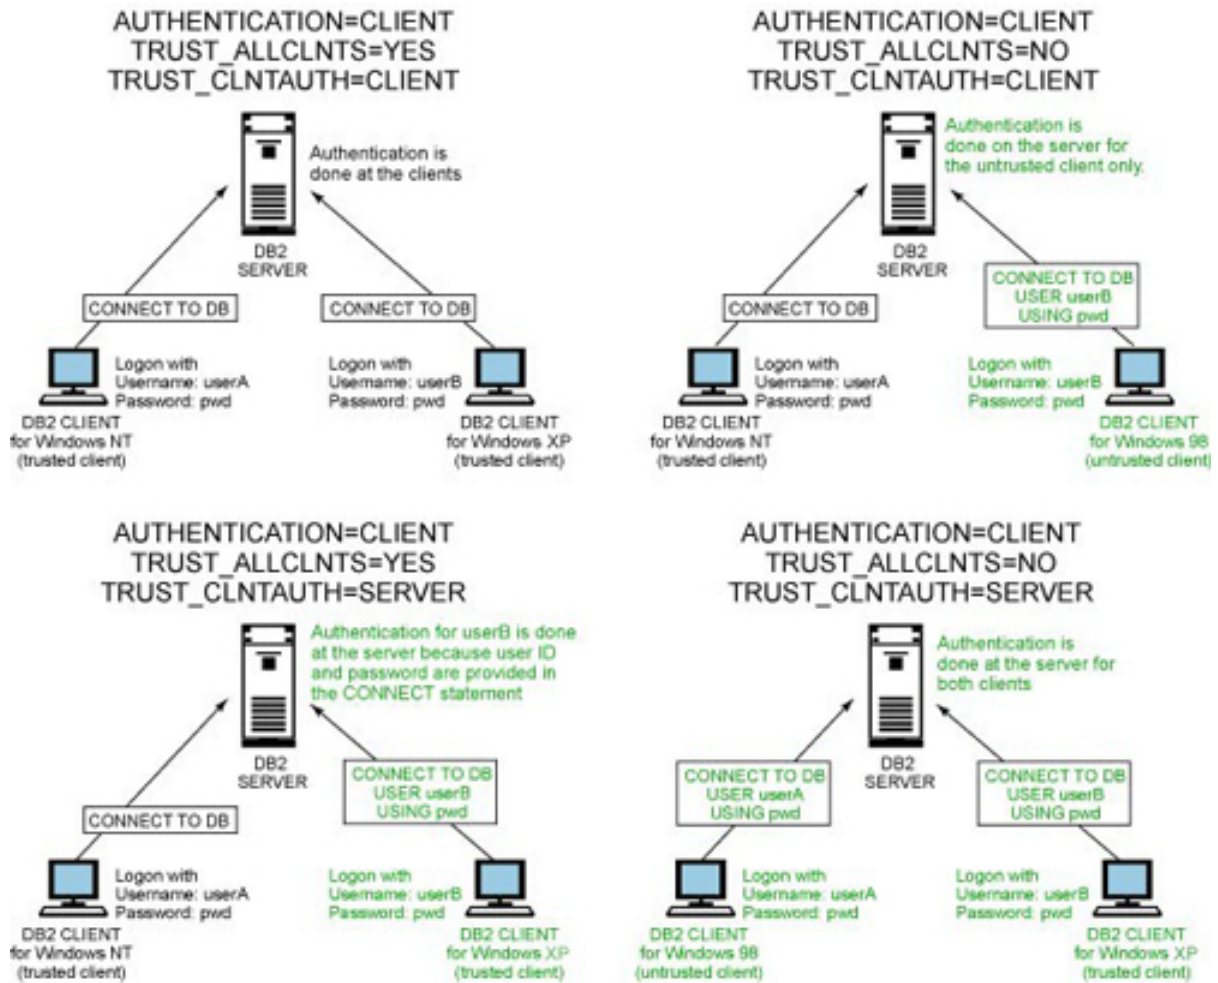 AUTHENTICATION=CLIENT
TRUST_ALLCLNTS=YES
TRUST_CLNTAUTH=CLIENT
Authentication is
done at the clients
DB2
SERVER
CONNECT TO DB
CONNECT TO DB
Logon with
Username: userA
Password: pwd
Logon with
Username: userB
Password: pwd
DB2 CLIENT
for Windows NT
(trusted client)
DB2 CLIENT
for Windows XP
(trusted client)
AUTHENTICATION=CLIENT
TRUST_ALLCLNTS=NO
TRUST_CLNTAUTH=CLIENT
Authentication is
done on the server for
the untrusted client only.
DB2
SERVER
CONNECT TO DB
CONNECT TO DB
USER userB
USING pwd
Logon with
Username: userA
Password: pwd
Logon with
Username: userB
Password: pwd
DB2 CLIENT
for Windows NT
(trusted client)
DB2 CLIENT
for Windows 98
(untrusted client)
AUTHENTICATION=CLIENT
TRUST_ALLCLNTS=YES
TRUST_CLNTAUTH=SERVER
Authentication for userB is done
at the server because user ID
and password are provided in
the CONNECT statement
DB2
SERVER
CONNECT TO DB
CONNECT TO DB
USER userB
USING pwd
Logon with
Username: userA
Password: pwd
Logon with
Username: userB
Password: pwd
DB2 CLIENT
for Windows NT
(trusted client)
DB2 CLIENT
for Windows XP
(trusted client)
AUTHENTICATION=CLIENT
TRUST_ALLCLNTS=NO
TRUST_CLNTAUTH=SERVER
Authentication is
done at the server for
both clients
DB2
SERVER
CONNECT TO DB
USER userA
USING pwd
CONNECT TO DB
USER userB
USING pwd
Logon with
Username: userA
Password: pwd
Logon with
Username: userB
Password: pwd
DB2 CLIENT
for Windows 98
(untrusted client)
DB2 CLIENT
for Windows XP
(trusted client)